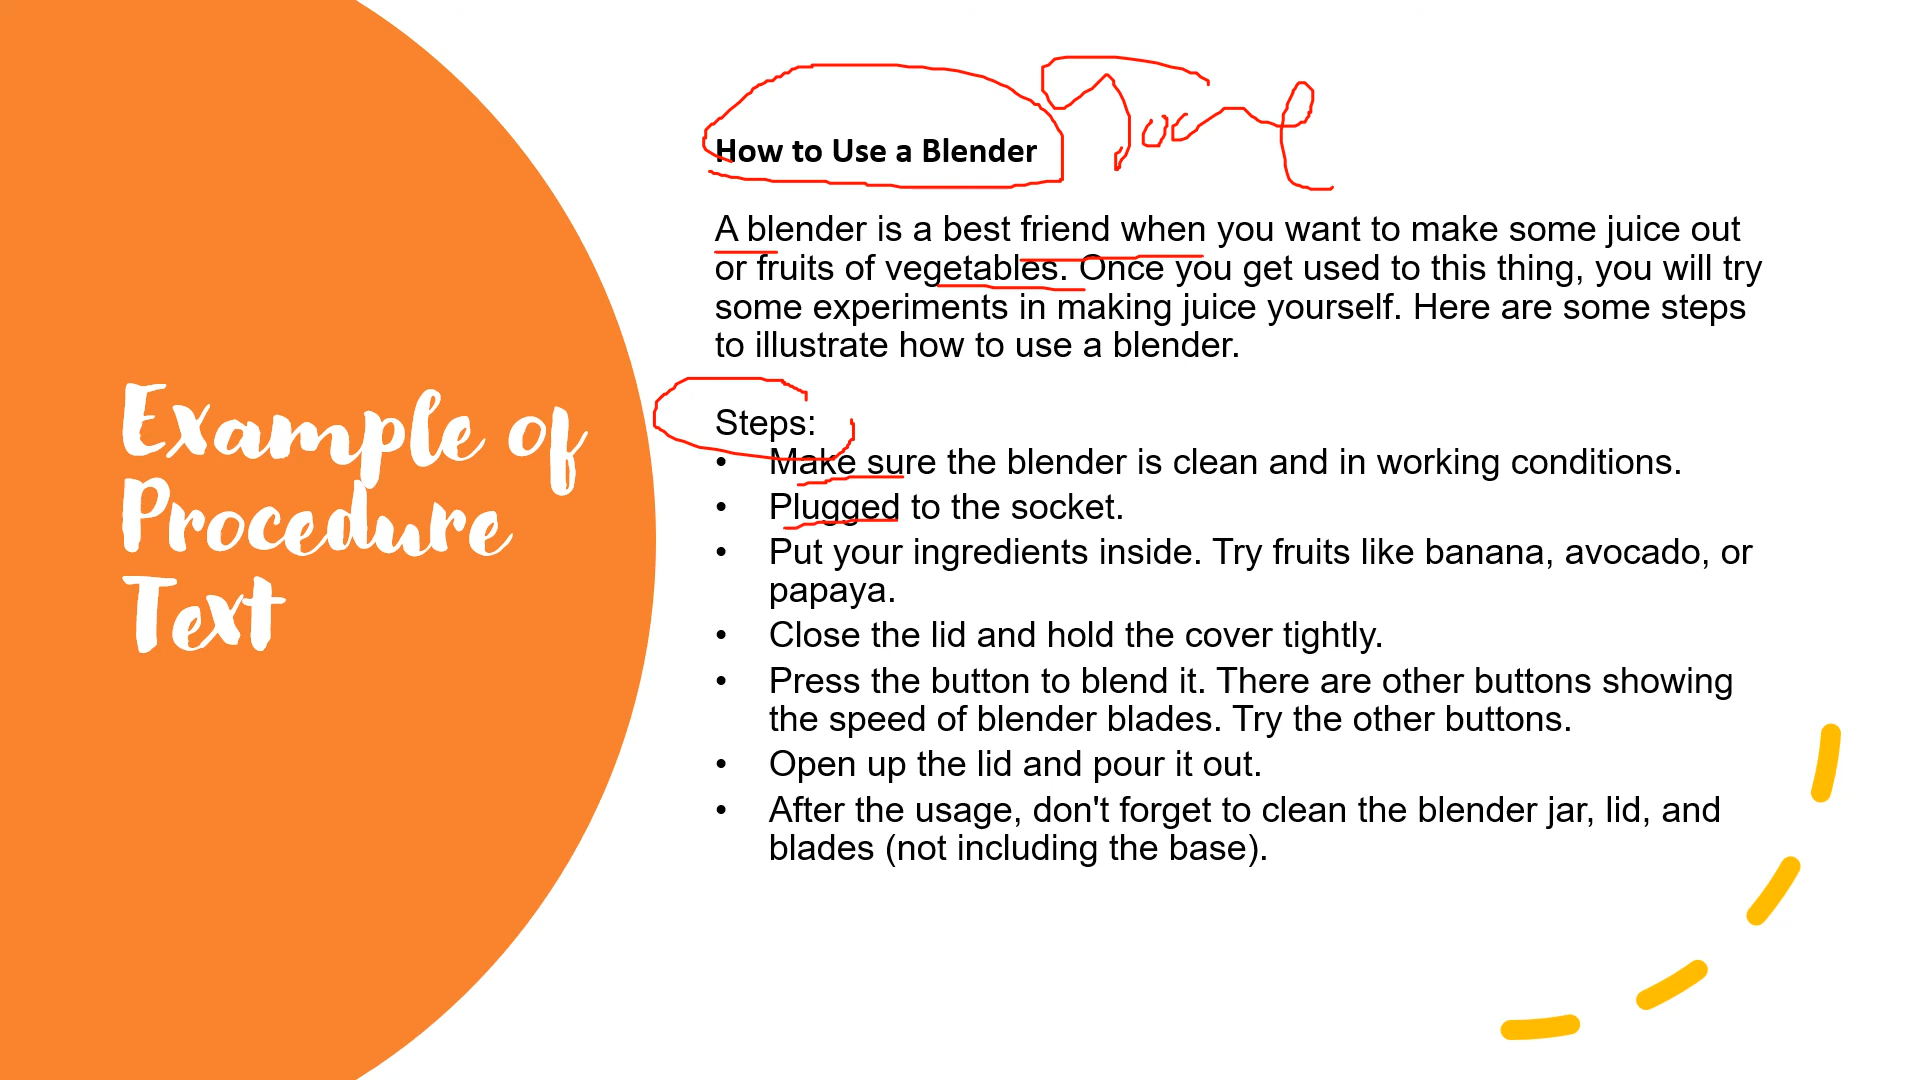 Example of
Procedure
Text
How to Use a Blender
A blender is a best friend when you want to make some juice out
or fruits of vegetables. Once you get used to this thing, you will try
some experiments in making juice yourself. Here are some steps
to illustrate how to use a blender.
Steps:
• Make sure the blender is clean and in working conditions.
• Plugged to the socket.
• Put your ingredients inside. Try fruits like banana, avocado, or
papaya.
• Close the lid and hold the cover tightly.
• Press the button to blend it. There are other buttons showing
the speed of blender blades. Try the other buttons.
• Open up the lid and pour it out.
• After the usage, don't forget to clean the blender jar, lid, and
blades (not including the base).